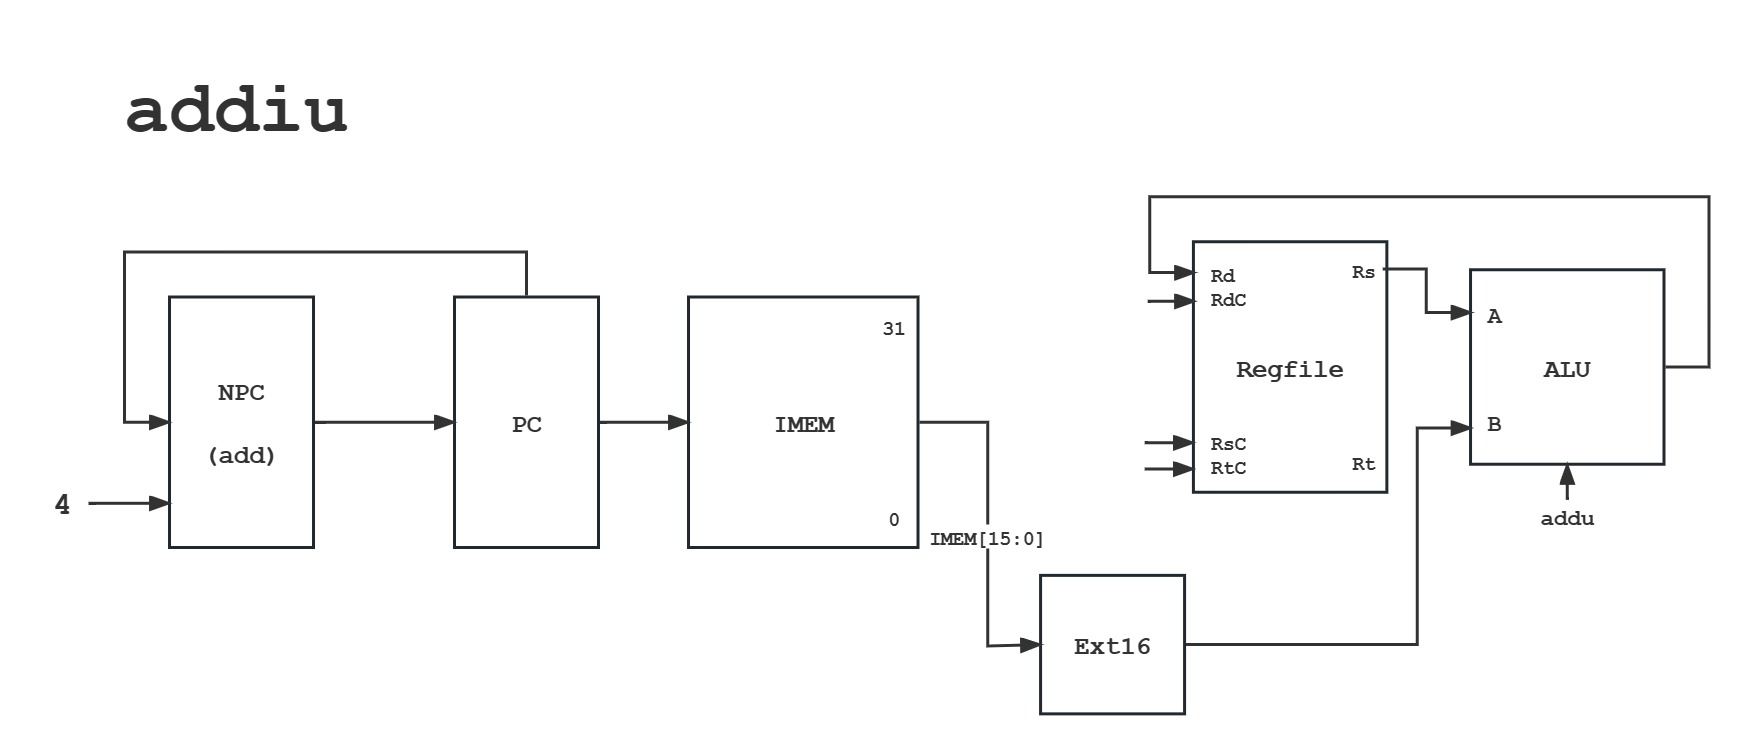 addiu
NPC
(add)
4
PC
31
IMEM
0
IMEM[15:0]
Ext16
Rd
RdC
Rs
Regfile
RsC
RtC
Rt
A
ALU
B
addu